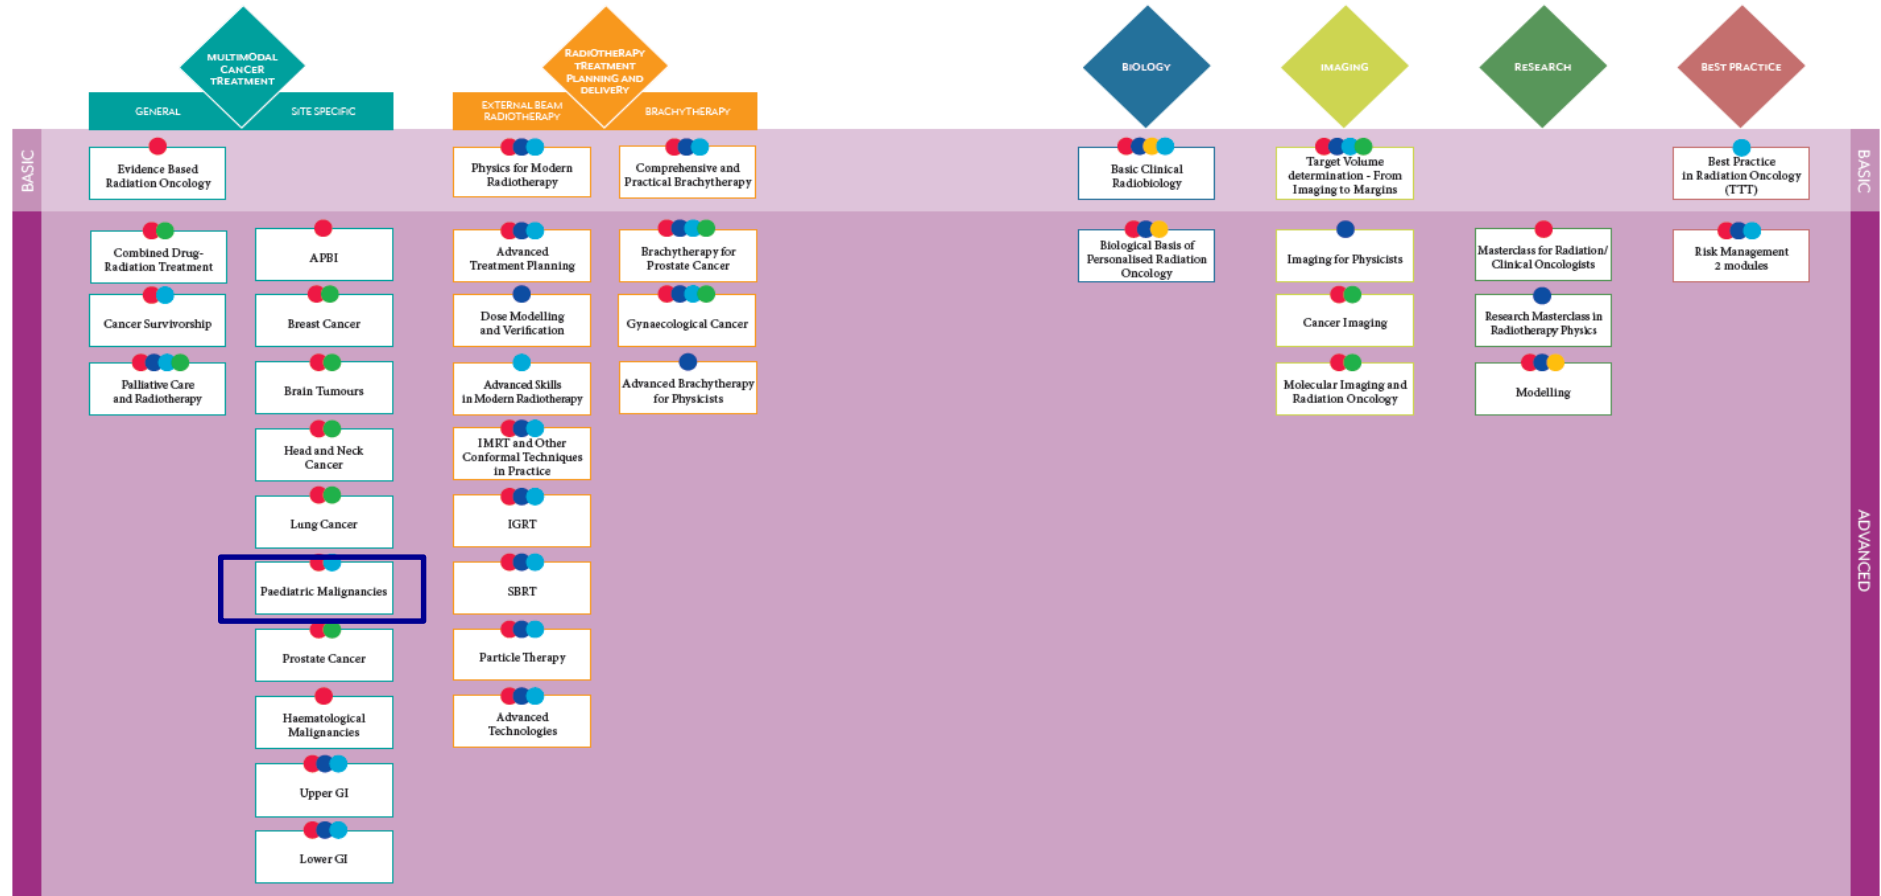 MULTIMODAL
CANCER
TREATMENT
GENERAL
SITE SPECIFIC
RADIOTHERAPY
TREATMENT
PLANNING AND
DELIVERY
EXTERNAL BEAM
RADIOTHERAPY
BRACHYTHERAPY
BIOLOGY
IMAGING
RESEARCH
BEST PRACTICE
BASIC
Evidence Based
Radiation Oncology
Physics for Modern
Radiotherapy
Comprehensive and
Practical Brachytherapy
Basic Clinical
Radiobiology
Target Volume
determination - From
Imaging to Margins
Best Practice
in Radiation Oncology
(TTT)
BASIC
Combined Drug-
Radiation Treatment
Cancer Survivorship
Palliative Care
and Radiotherapy
APBI
Breast Cancer
Brain Tumours
Head and Neck
Cancer
Lung Cancer
Paediatric Malignancies
Prostate Cancer
Haematological
Malignancies
Upper GI
Lower GI
Advanced
Treatment Planning
Dose Modelling
and Verification
Advanced Skills
in Modern Radiotherapy
IMRT and Other
Conformal Techniques
in Practice
IGRT
SBRT
Particle Therapy
Advanced
Technologies
Brachytherapy for
Prostate Cancer
Gynaecological Cancer
Advanced Brachytherapy
for Physicists
Biological Basis of
Personalised Radiation
Oncology
Imaging for Physicists
Cancer Imaging
Molecular Imaging and
Radiation Oncology
Masterclass for Radiation/
Clinical Oncologists
Research Masterclass in
Radiotherapy Physics
Modelling
Risk Management
2 modules
ADVANCED